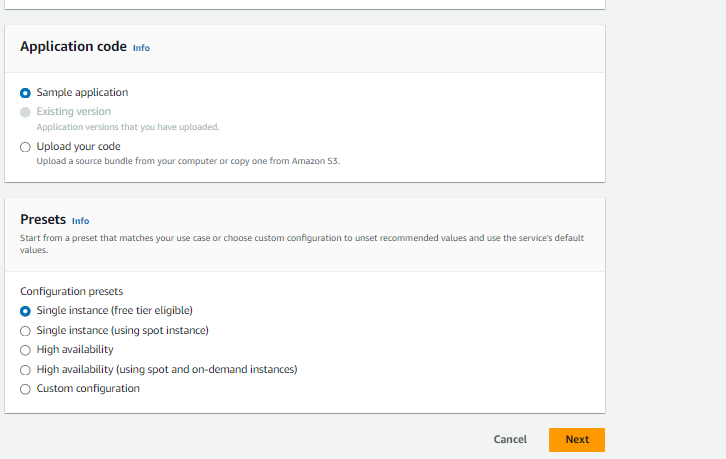 Application code Info
Sample application
Existing version
Application versions that you have uploaded.
Upload your code
Upload a source bundle from your computer or copy one from Amazon S3.
Presets Info
Start from a preset that matches your use case or choose custom configuration to unset recommended values and use the service's default
values.
Configuration presets
Single instance (free tier eligible)
Single instance (using spot instance)
High availability
High availability (using spot and on-demand instances)
Custom configuration
Cancel Next